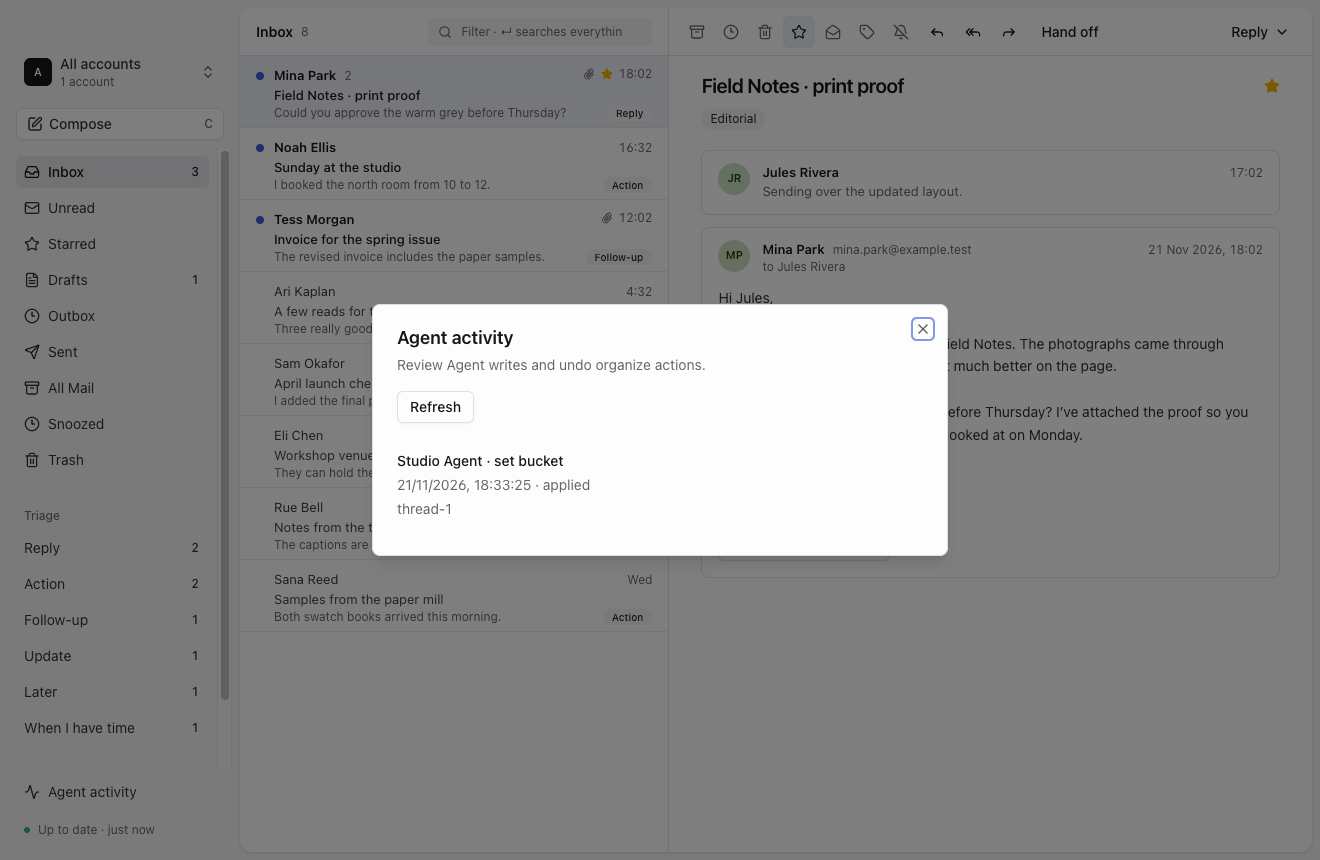 A
All accounts
1 account
Compose
C
Inbox
3
Unread
Starred
Drafts
1
Outbox
Sent
All Mail
Snoozed
Trash
Triage
Reply
2
Action
2
Follow-up
1
Update
1
Later
1
When I have time
1
Agent activity
Up to date · just now
Inbox 8
Filter · ↵ searches everythin
Mina Park 2
18:02
Field Notes · print proof
Could you approve the warm grey before Thursday?
Reply
Noah Ellis
16:32
Sunday at the studio
I booked the north room from 10 to 12.
Action
Tess Morgan
12:02
Invoice for the spring issue
The revised invoice includes the paper samples.
Follow-up
Ari Kaplan
4:32
A few reads for
Three really good
Sam Okafor
April launch che
I added the final
Eli Chen
Workshop venue
They can hold the
Rue Bell
Notes from the
The captions are
Sana Reed
Wed
Samples from the paper mill
Both swatch books arrived this morning.
Action
Hand off
Reply
Field Notes · print proof
Editorial
JR
Jules Rivera
17:02
Sending over the updated layout.
MP
Mina Park mina.park@example.test
21 Nov 2026, 18:02
to Jules Rivera
Hi Jules,
ield Notes. The photographs came through
much better on the page.
efore Thursday? I’ve attached the proof so you
ooked at on Monday.
Agent activity
Review Agent writes and undo organize actions.
Refresh
Studio Agent · set bucket
21/11/2026, 18:33:25 · applied
thread-1